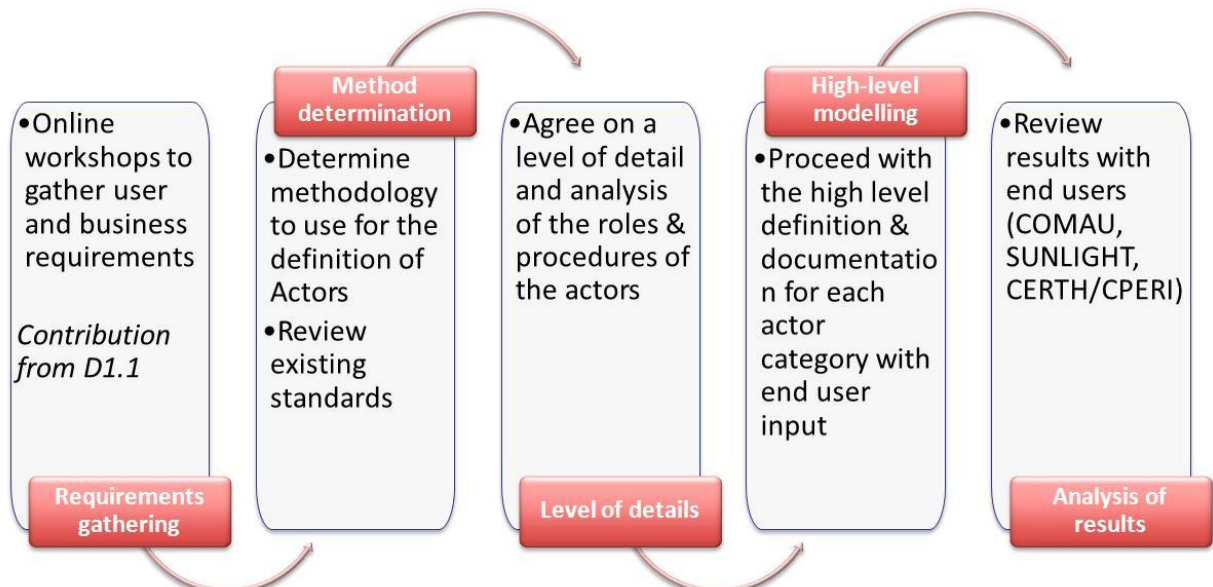 •Online
workshops to
gather user
and business
requirements
Contribution
from D1.1
Requirements
gathering
Method
determination
•Determine
methodology
to use for the
definition of
Actors
•Review
existing
standards
•Agree on a
level of detail
and analysis
of the roles &
procedures of
the actors
Level of details
High-level
modelling
•Proceed with
the high level
definition &
documentatio
n for each
actor
category with
end user
input
•Review
results with
end users
(COMAU,
SUNLIGHT,
CERTH/CPERI)
Analysis of
results